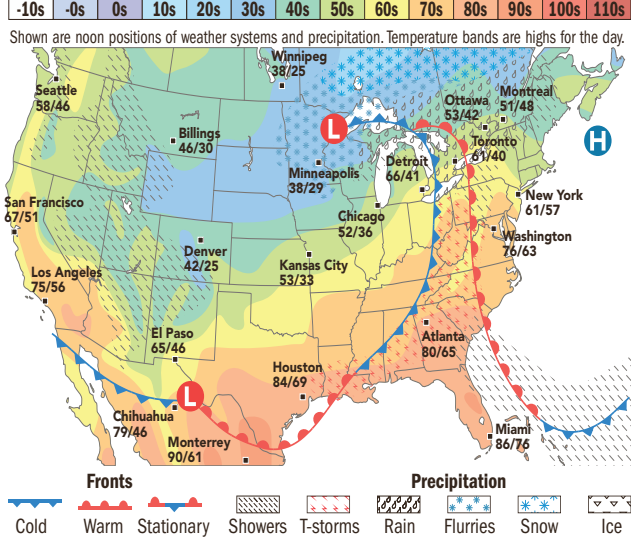 -10s -0s 0s 10s 20s 30s 40s 50s 60s 70s 80s 90s 100s 110s
Shown are noon positions of weather systems and precipitation. Temperature bands are highs for the day.
Winnipeg
38/25
Seattle
58/46
Ottawa
53/42
Montreal
51/48
Billings
46/30
L
H
Toronto
61/40
Minneapolis
38/29
Detroit
66/41
New York
61/57
San Francisco
67/51
Chicago
52/36
Washington
76/63
Denver
42/25
Kansas City
53/33
Los Angeles
75/56
El Paso
65/46
Atlanta
80/65
Houston
84/69
L
Chihuahua
79/46
Monterrey
90/61
Miami
86/76
Fronts
Precipitation
Cold Warm Stationary Showers T-storms Rain Flurries Snow Ice